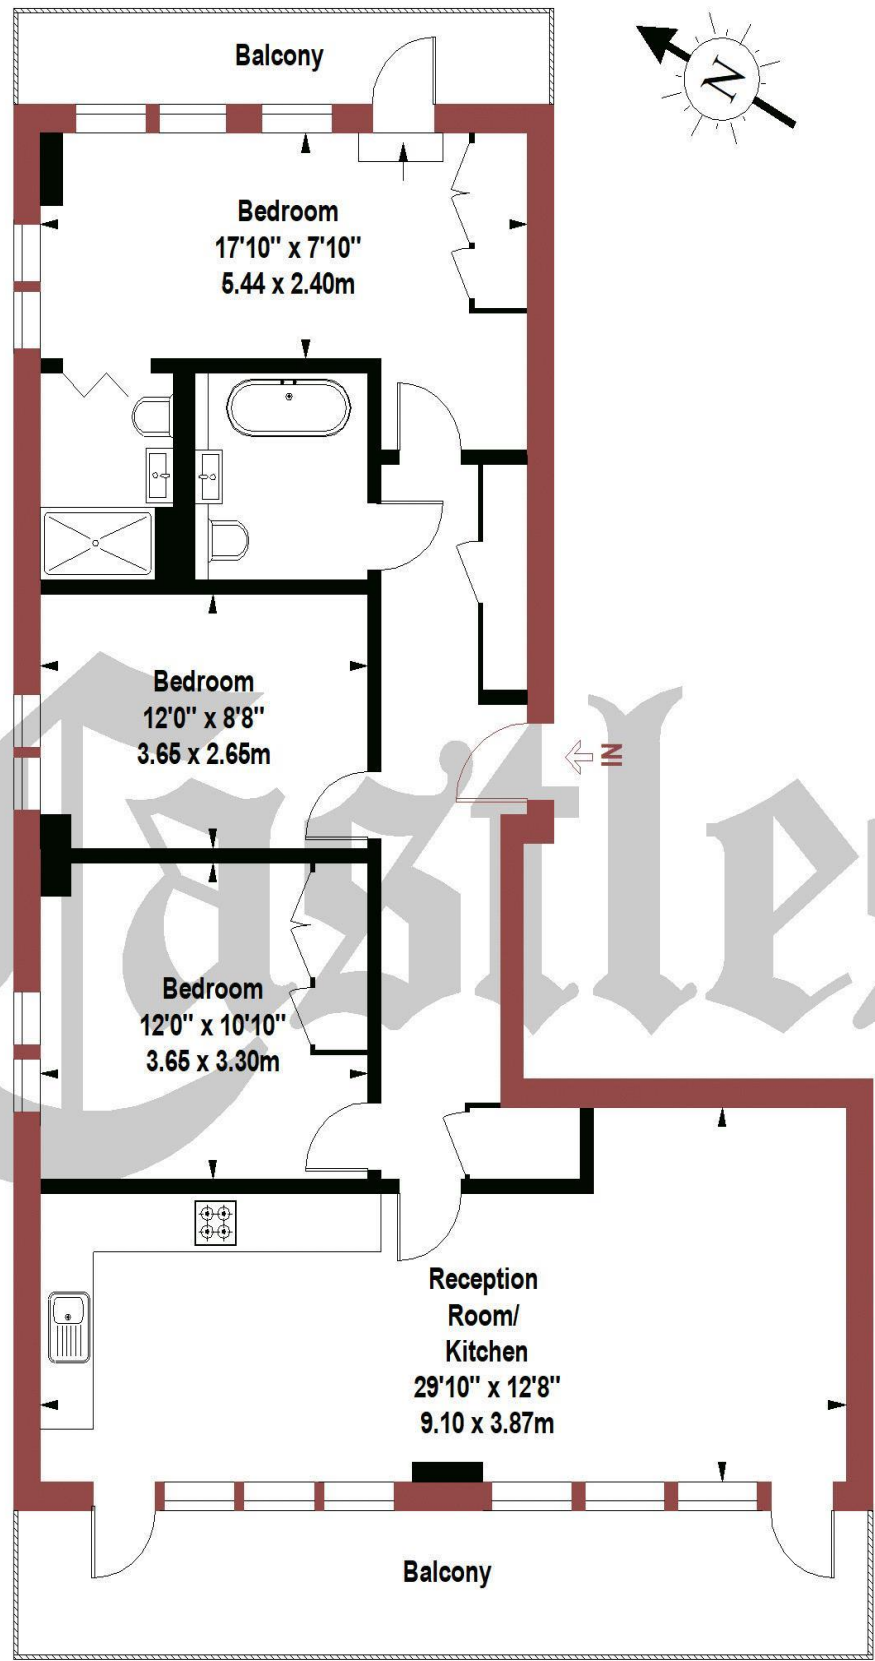 Balcony
N
Bedroom
17'10" x 7'10"
5.44 x 2.40m
Bedroom
12'0" x 8'8"
3.65 x 2.65m
IN
Castles
Bedroom
12'0" x 10'10"
3.65 x 3.30m
Reception
Room/
Kitchen
29'10" x 12'8"
9.10 x 3.87m
Balcony